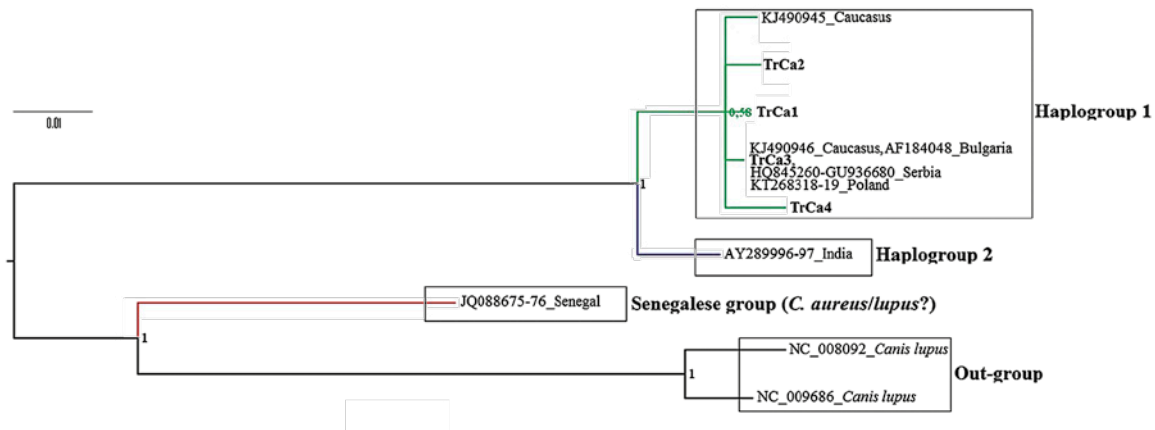 KJ490945_Caucasus
TrCa2
0.01
0,58
TrCa1
Haplogroup 1
KJ490946_Caucasus,AF184048_Bulgaria
TrCa3,
HQ845260-GU936680_Serbia
KT268318-19_Poland
1
TrCa4
AY289996-97_India
Haplogroup 2
JQ088675-76_Senegal
Senegalese group (C. aureus/lupus?)
1
NC_008092_Canis lupus
1
Out-group
NC_009686_Canis lupus